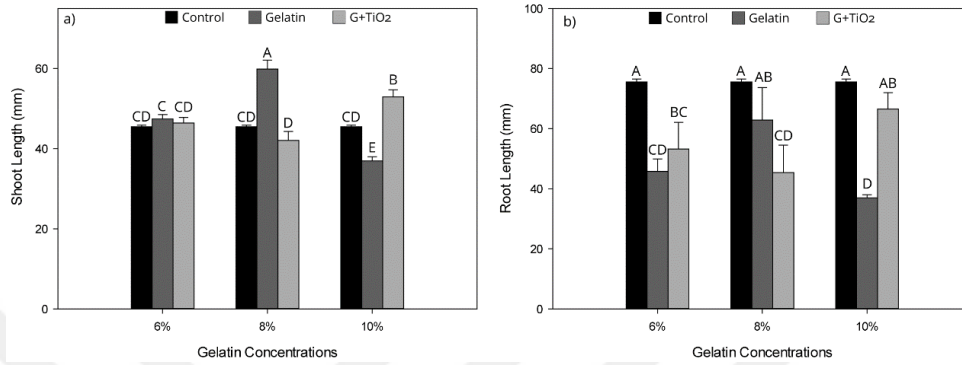 a) Control Gelatin G+TiO2
Shoot Length (mm)
60
40
20
0
CD C CD
CD A D
CD E B
6% 8% 10%
Gelatin Concentrations
b) Control Gelatin G+TiO2
Root Length (mm)
100
80
60
40
20
0
A CD BC
A AB CD
A D AB
6% 8% 10%
Gelatin Concentrations